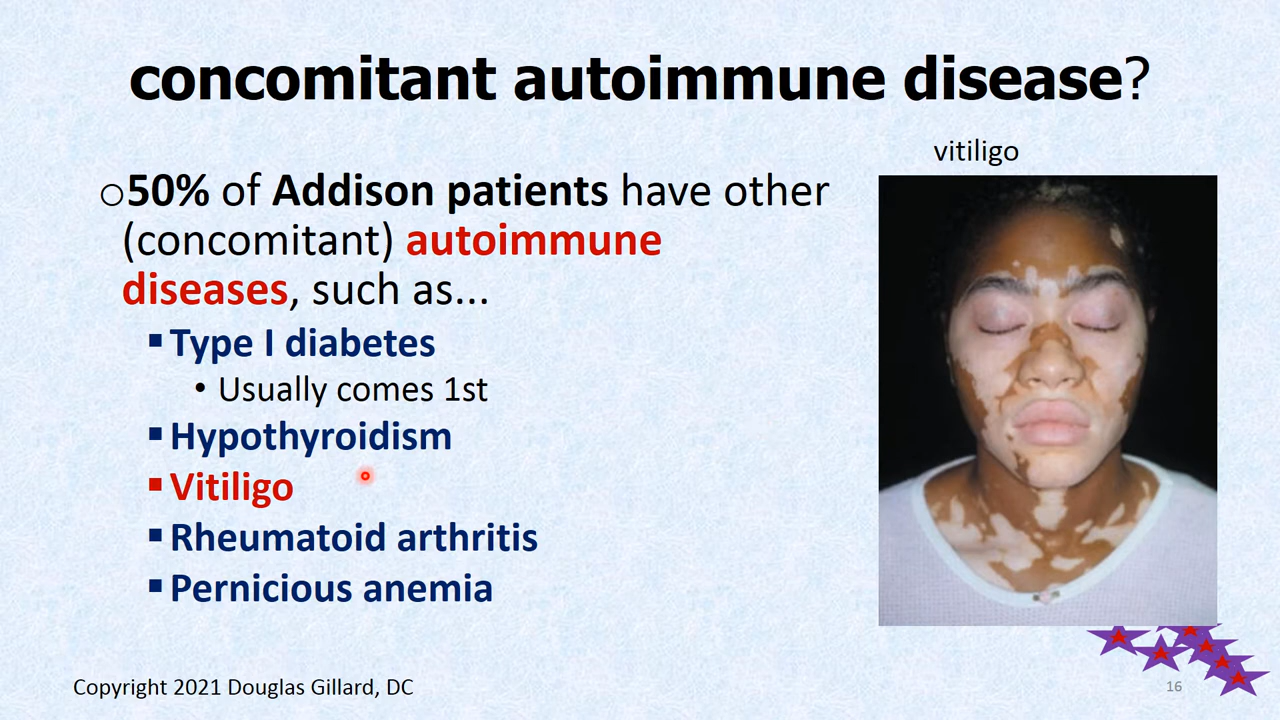 concomitant autoimmune disease?
vitiligo
50% of Addison patients have other
(concomitant) autoimmune
diseases, such as...
Type I diabetes
Usually comes 1st
Hypothyroidism
Vitiligo
Rheumatoid arthritis
Pernicious anemia
Copyright 2021 Douglas Gillard, DC
16